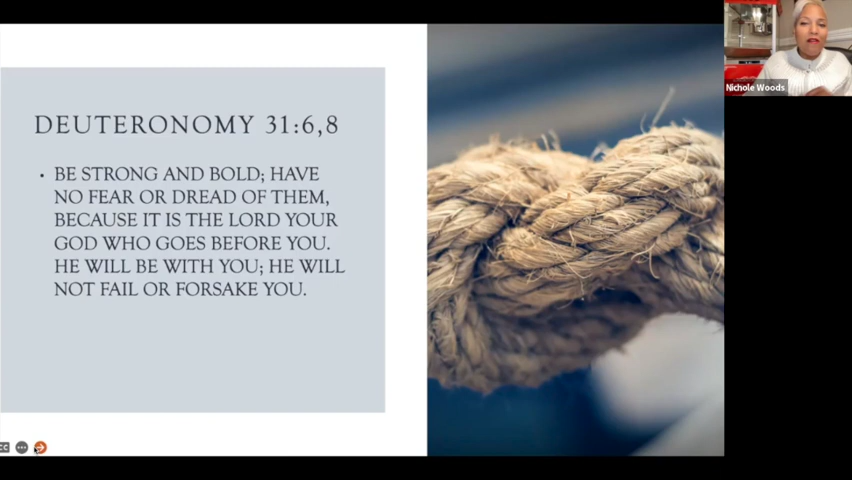 DEUTERONOMY 31:6,8
• BE STRONG AND BOLD; HAVE
NO FEAR OR DREAD OF THEM,
BECAUSE IT IS THE LORD YOUR
GOD WHO GOES BEFORE YOU.
HE WILL BE WITH YOU; HE WILL
NOT FAIL OR FORSAKE YOU.
Nichole Woods
CC